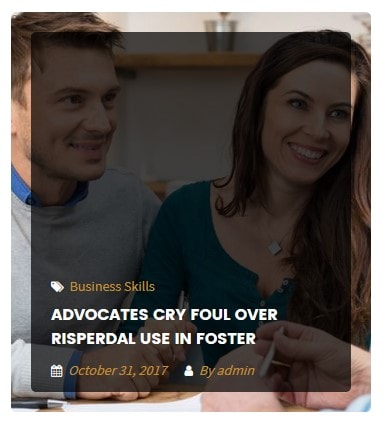 Business Skills
ADVOCATES CRY FOUL OVER
RISPERDAL USE IN FOSTER
October 31, 2017 By admin